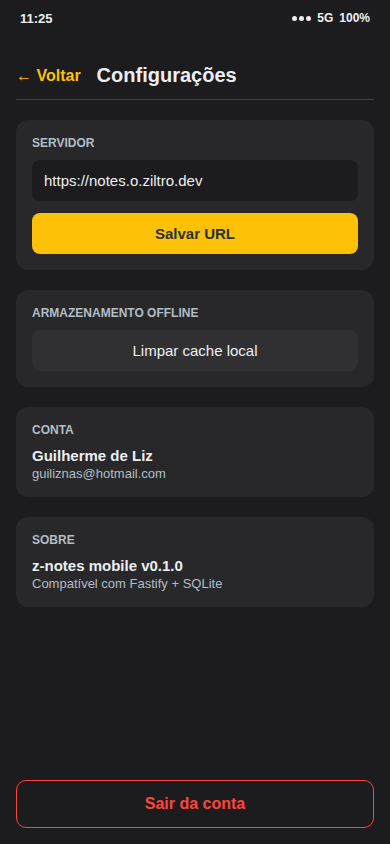 11:25 5G 100%
← Voltar Configurações
SERVIDOR
https://notes.o.ziltro.dev
Salvar URL
ARMAZENAMENTO OFFLINE
Limpar cache local
CONTA
Guilherme de Liz
guiliznas@hotmail.com
SOBRE
z-notes mobile v0.1.0
Compatível com Fastify + SQLite
Sair da conta